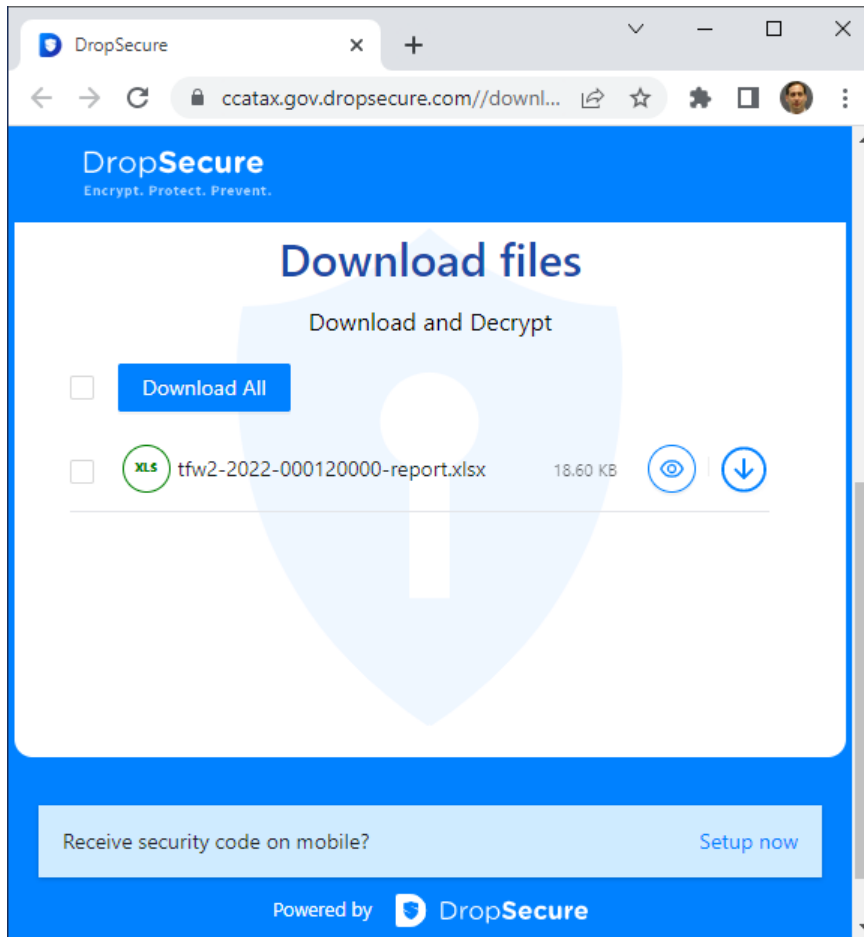 DropSecure
ccatax.gov.dropsecure.com//downl...
DropSecure
Encrypt. Protect. Prevent.
Download files
Download and Decrypt
Download All
XLS tfw2-2022-000120000-report.xlsx 18.60 KB
Receive security code on mobile? Setup now
Powered by DropSecure